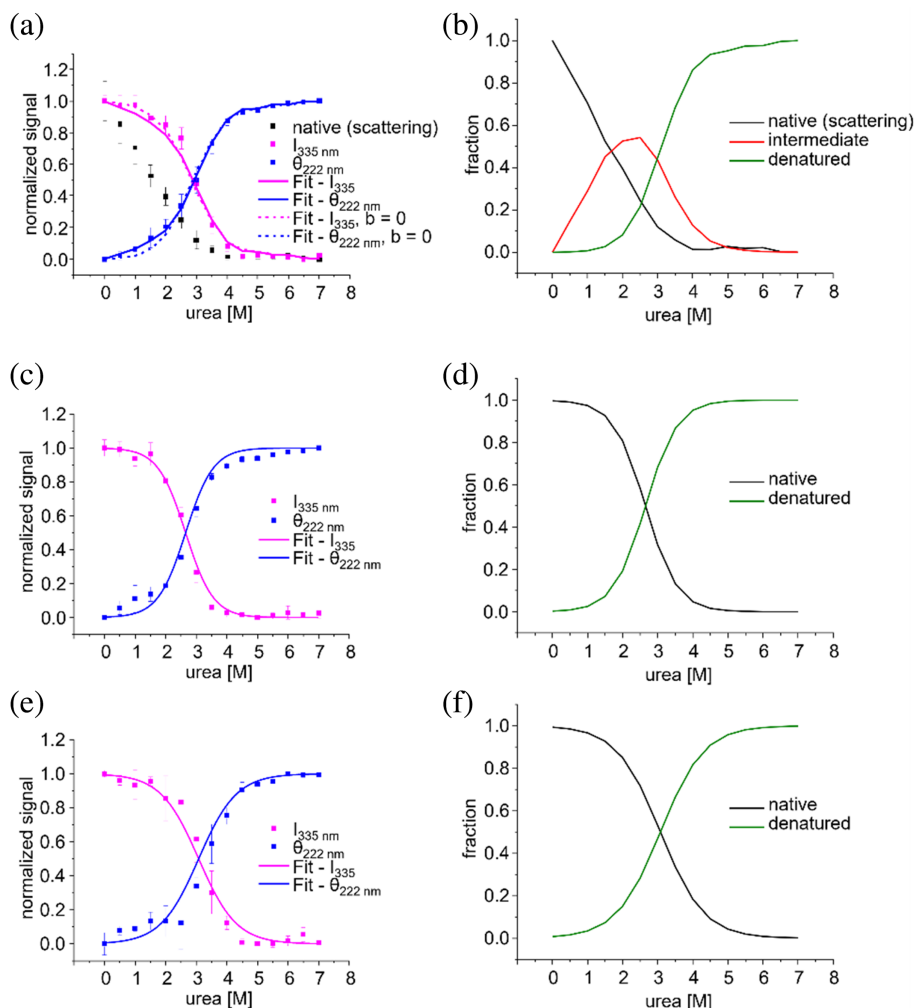 (a)
1.2
1.0
0.8
0.6
0.4
0.2
0.0
normalized signal
native (scattering)
I335 nm
θ222 nm
Fit - I335
Fit - θ222 nm
Fit - I335, b = 0
Fit - θ222 nm, b = 0
0 1 2 3 4 5 6 7 8
urea [M]
(b)
1.0
0.8
0.6
0.4
0.2
0.0
fraction
native (scattering)
intermediate
denatured
0 1 2 3 4 5 6 7 8
urea [M]
(c)
1.2
1.0
0.8
0.6
0.4
0.2
0.0
normalized signal
I335 nm
θ222 nm
Fit - I335
Fit - θ222 nm
0 1 2 3 4 5 6 7 8
urea [M]
(d)
1.0
0.8
0.6
0.4
0.2
0.0
fraction
native
denatured
0 1 2 3 4 5 6 7 8
urea [M]
(e)
1.2
1.0
0.8
0.6
0.4
0.2
0.0
normalized signal
I335 nm
θ222 nm
Fit - I335
Fit - θ222 nm
0 1 2 3 4 5 6 7 8
urea [M]
(f)
1.0
0.8
0.6
0.4
0.2
0.0
fraction
native
denatured
0 1 2 3 4 5 6 7 8
urea [M]